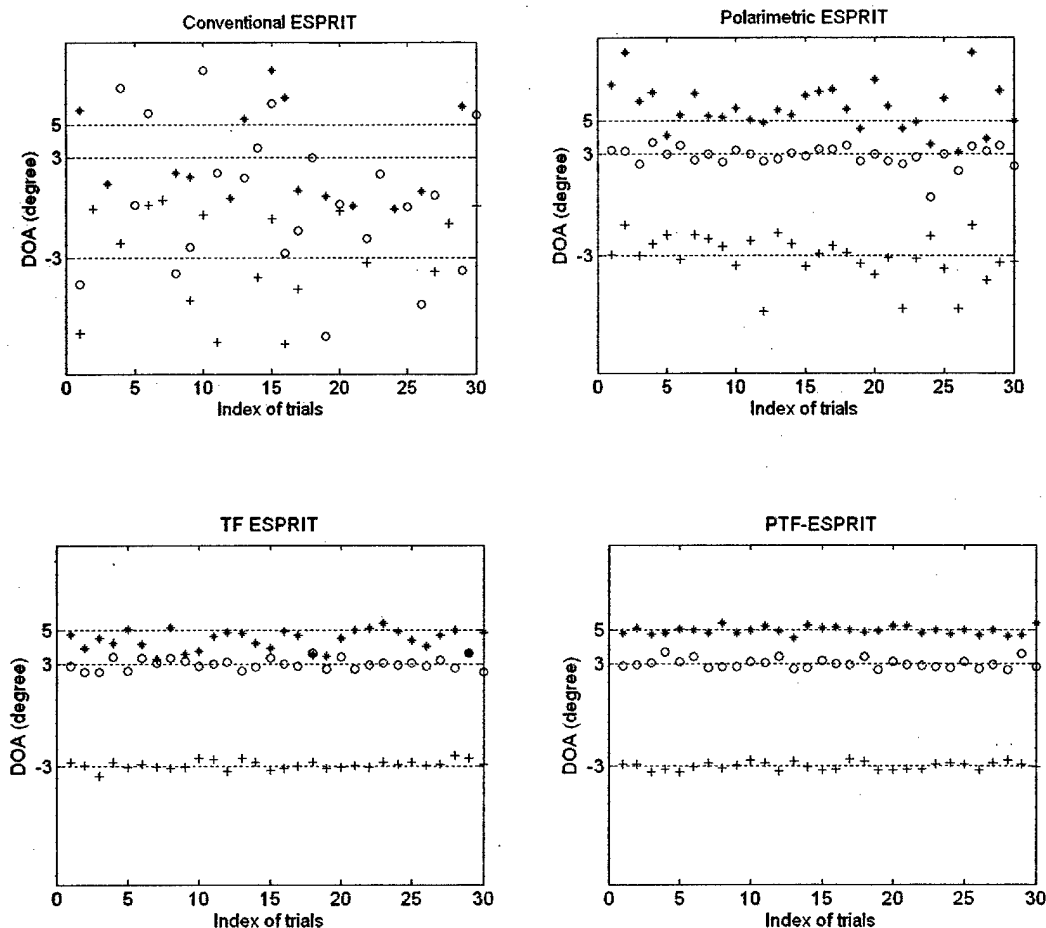 Conventional ESPRIT
DOA (degree)
5
3
-3
0 5 10 15 20 25 30
Index of trials
Polarimetric ESPRIT
DOA (degree)
5
3
-3
0 5 10 15 20 25 30
Index of trials
TF ESPRIT
DOA (degree)
5
3
-3
0 5 10 15 20 25 30
Index of trials
PTF-ESPRIT
DOA (degree)
5
3
-3
0 5 10 15 20 25 30
Index of trials